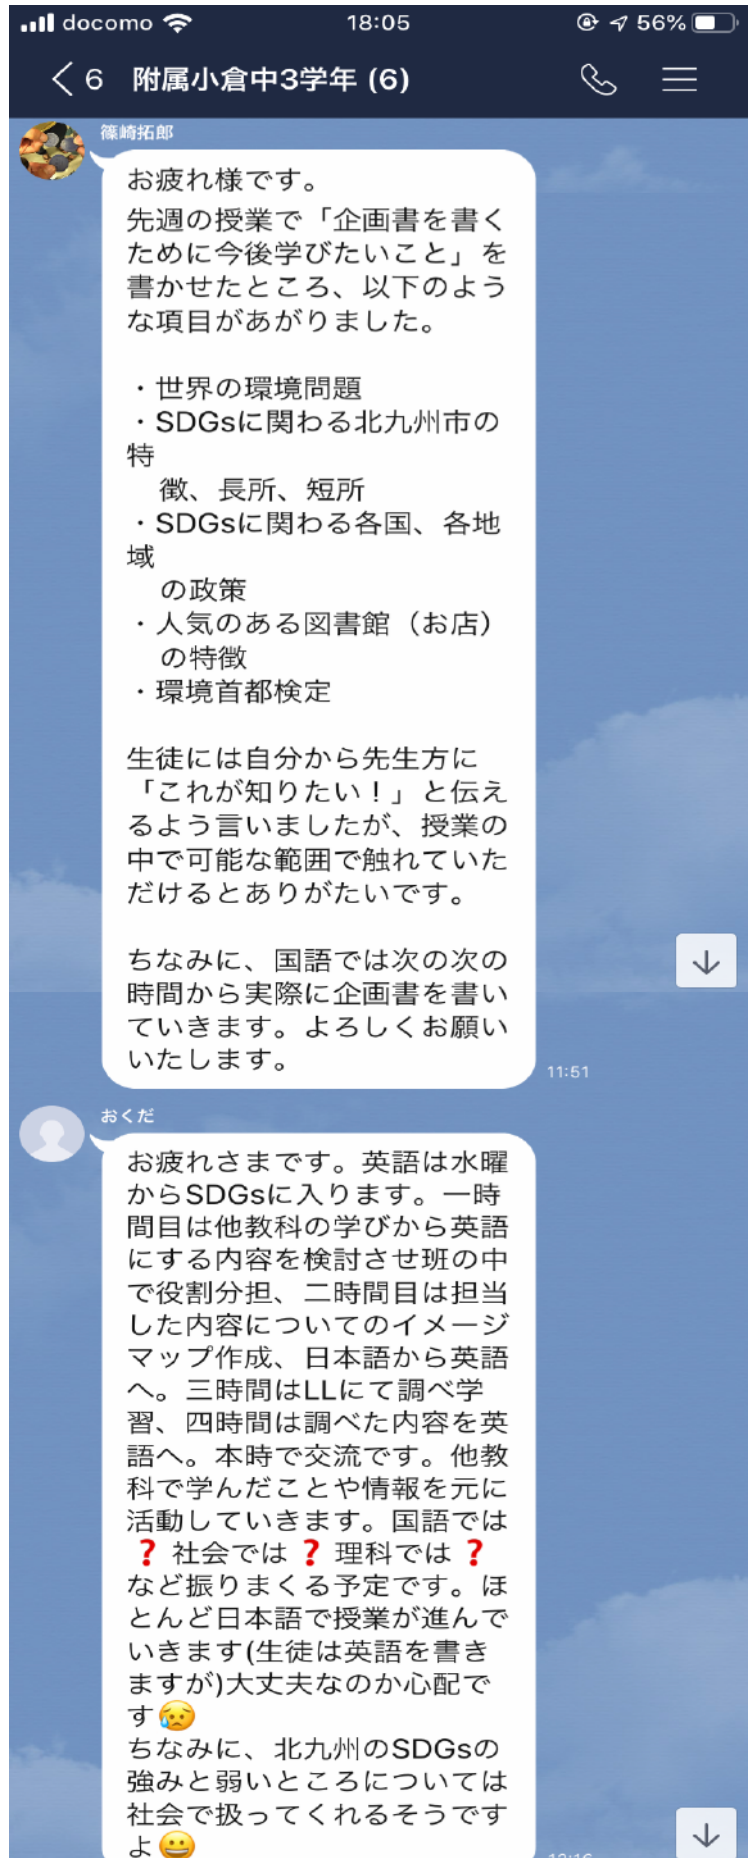 docomo 18:05 56%
6 附属小倉中3学年 (6)
篠崎拓郎
お疲れ様です。
先週の授業で「企画書を書く
ために今後学びたいこと」を
書かせたところ、以下のよう
な項目があがりました。
・世界の環境問題
・SDGsに関わる北九州市の
特
徴、長所、短所
・SDGsに関わる各国、各地
域
の政策
・人気のある図書館（お店）
の特徴
・環境首都検定
生徒には自分から先生方に
「これが知りたい！」と伝え
るよう言いましたが、授業の
中で可能な範囲で触れていた
だけるとありがたいです。
ちなみに、国語では次の次の
時間から実際に企画書を書い
ていきます。よろしくお願い
いたします。
11:51
おくだ
お疲れさまです。英語は水曜
からSDGsに入ります。一時
間目は他教科の学びから英語
にする内容を検討させ班の中
で役割分担、二時間目は担当
した内容についてのイメージ
マップ作成、日本語から英語
へ。三時間はLLにて調べ学
習、四時間は調べた内容を英
語へ。本時で交流です。他教
科で学んだことや情報を元に
活動していきます。国語では
❓社会では❓理科では❓
など振りまくる予定です。ほ
とんど日本語で授業が進んで
いきます(生徒は英語を書き
ますが)大丈夫なのか心配で
す😥
ちなみに、北九州のSDGsの
強みと弱いところについては
社会で扱ってくれるそうです
よ😀